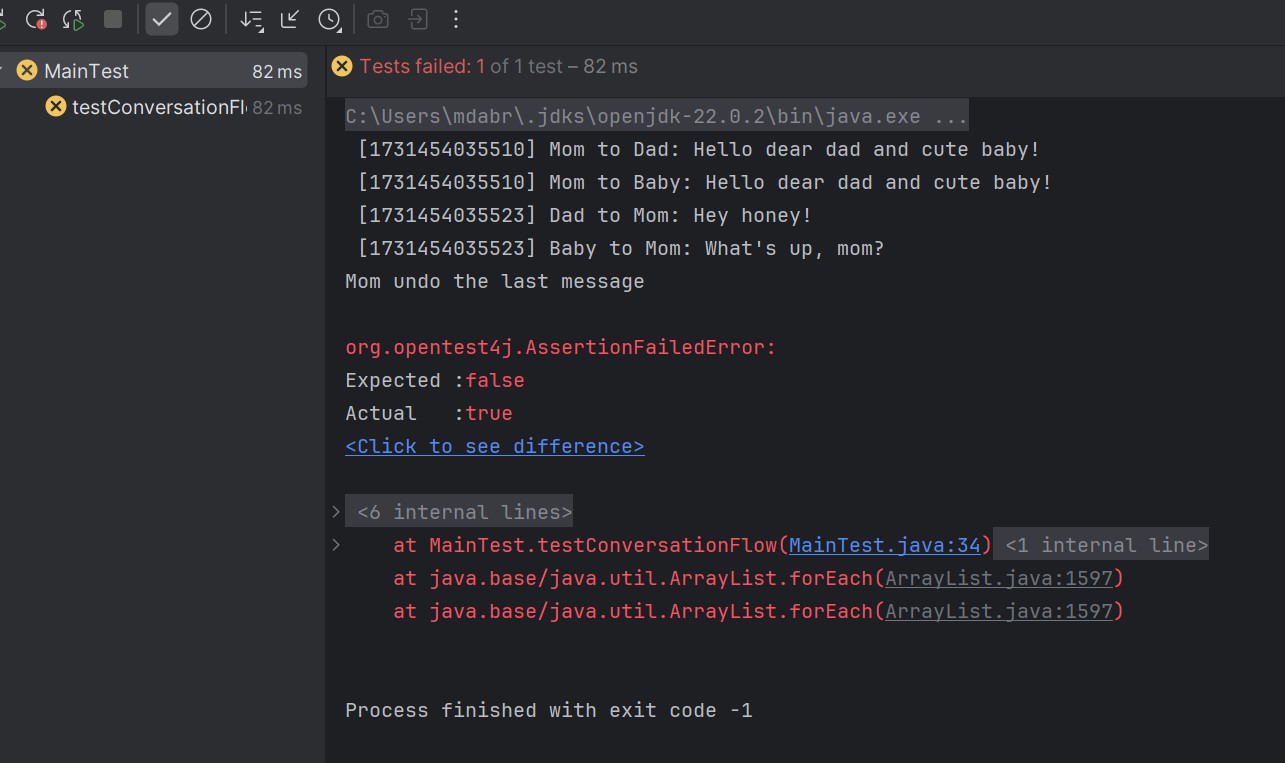 MainTest 82 ms
testConversationFl 82 ms
Tests failed: 1 of 1 test – 82 ms
C:\Users\mdabr\.jdks\openjdk-22.0.2\bin\java.exe ...
[1731454035510] Mom to Dad: Hello dear dad and cute baby!
[1731454035510] Mom to Baby: Hello dear dad and cute baby!
[1731454035523] Dad to Mom: Hey honey!
[1731454035523] Baby to Mom: What's up, mom?
Mom undo the last message
org.opentest4j.AssertionFailedError:
Expected :false
Actual   :true
<Click to see difference>
<6 internal lines>
at MainTest.testConversationFlow(MainTest.java:34) <1 internal line>
at java.base/java.util.ArrayList.forEach(ArrayList.java:1597)
at java.base/java.util.ArrayList.forEach(ArrayList.java:1597)
Process finished with exit code -1